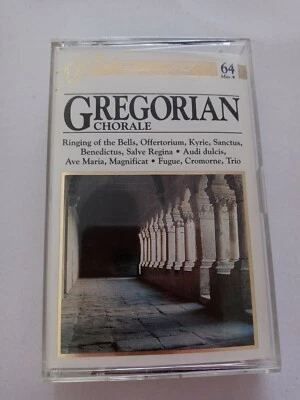 64
Min.
GREGORIAN
CHORALE
Ringing of the Bells, Offertorium, Kyrie, Sanctus,
Benedictus, Salve Regina • Audi dulcis,
Ave Maria, Magnificat • Fugue, Cromorne, Trio